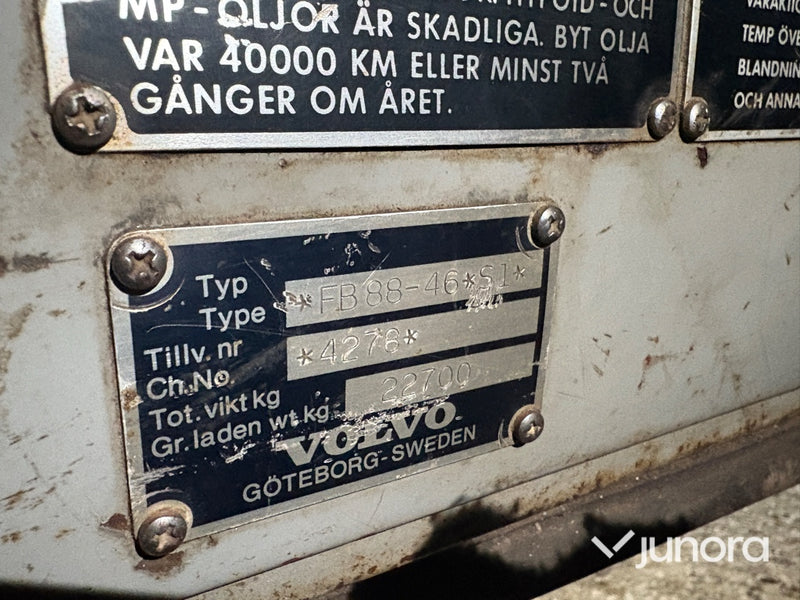 MP-OLJOR ÄR SKADLIGA. BYT OLJA
VAR 40000 KM ELLER MINST TVÅ
GÅNGER OM ÅRET.
TEMP ÖVE
BLANDNIN
OCH ANNA
Typ
Type
*FB88-46*SI*
Tillv. nr
Ch.No.
*4278*
Tot. vikt kg
Gr. laden wt kg
22700
VOLVO
GÖTEBORG-SWEDEN
junora